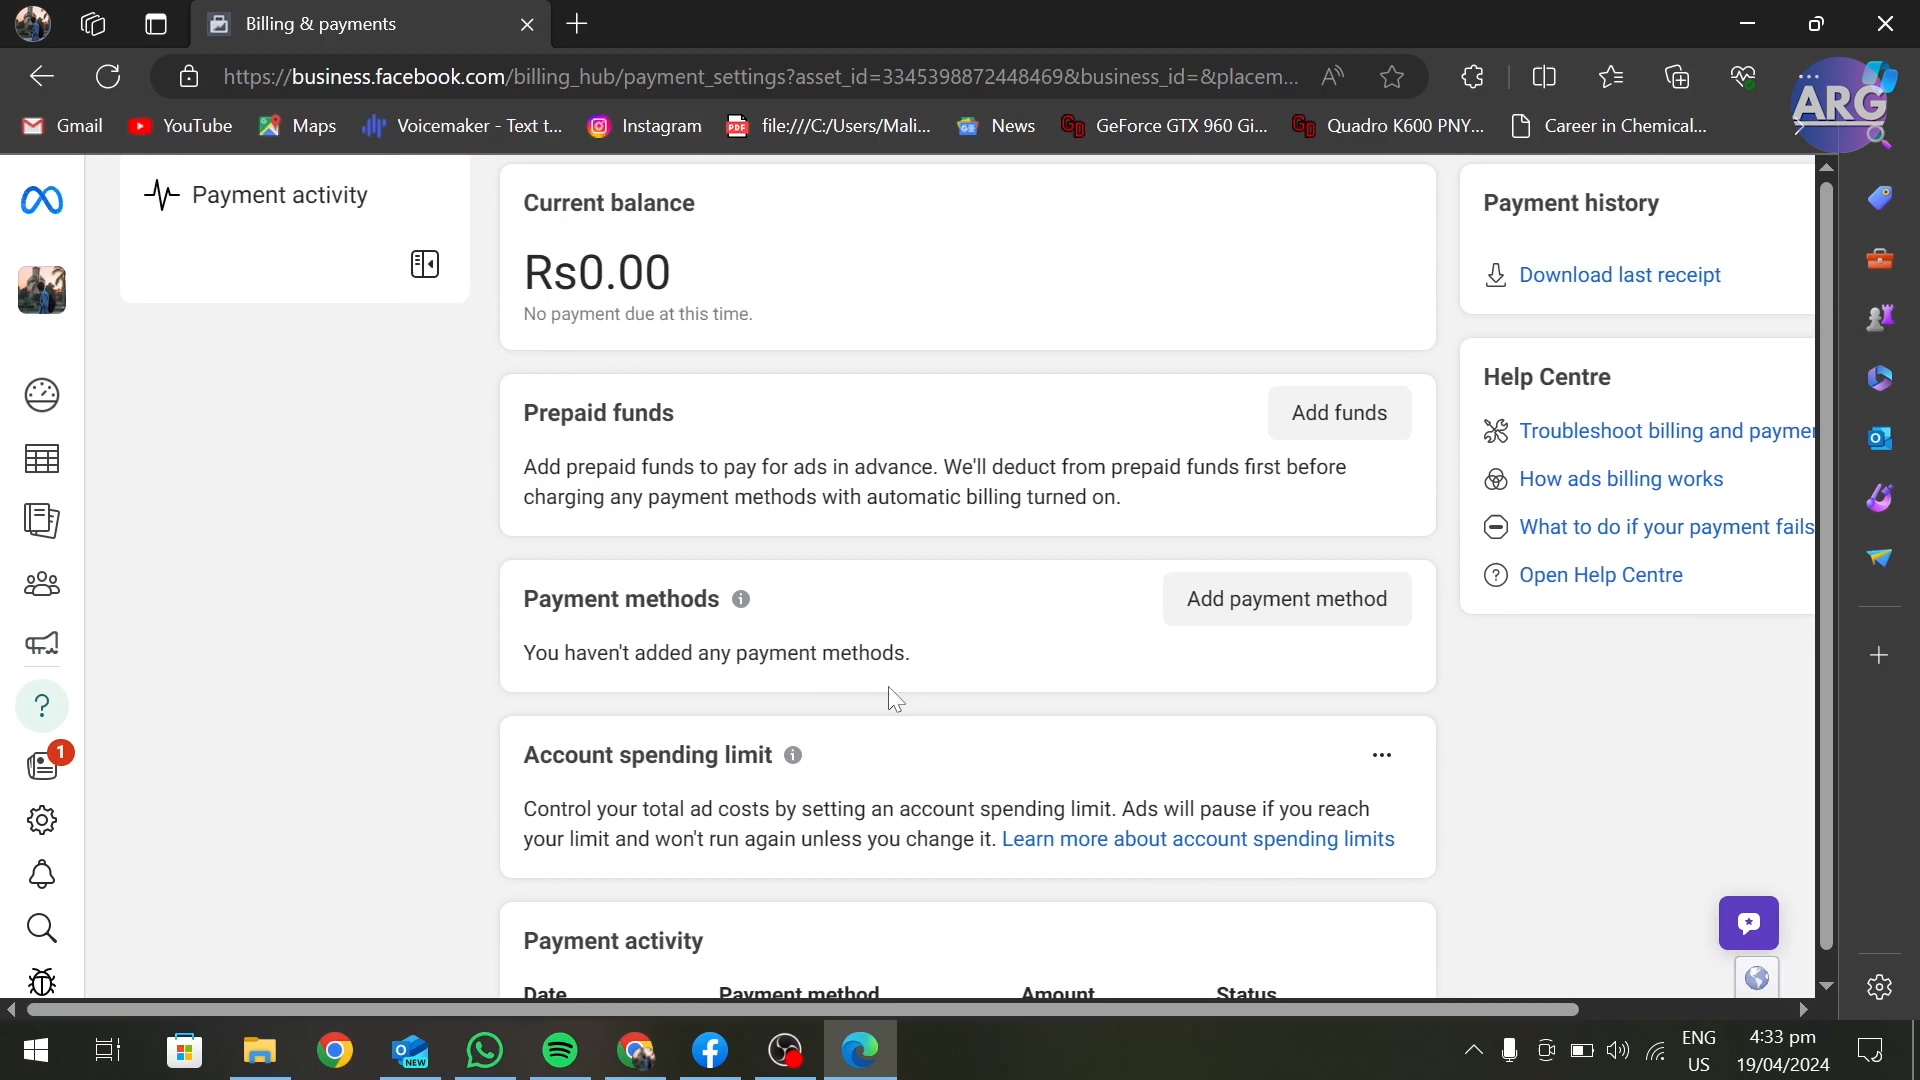 Billing & payments
https://business.facebook.com/billing_hub/payment_settings?asset_id=3345398872448469&business_id=&placem...
ARG
Gmail YouTube Maps Voicemaker - Text t... Instagram file:///C:/Users/Mali... News GeForce GTX 960 Gi... Quadro K600 PNY... Career in Chemical...
Payment activity
Current balance
Rs0.00
No payment due at this time.
Prepaid funds
Add funds
Add prepaid funds to pay for ads in advance. We'll deduct from prepaid funds first before
charging any payment methods with automatic billing turned on.
Payment methods
Add payment method
You haven't added any payment methods.
Account spending limit
Control your total ad costs by setting an account spending limit. Ads will pause if you reach
your limit and won't run again unless you change it. Learn more about account spending limits
Payment activity
Date Payment method Amount Status
Payment history
Download last receipt
Help Centre
Troubleshoot billing and paymen
How ads billing works
What to do if your payment fails
Open Help Centre
1
NEW
ENG
US
4:33 pm
19/04/2024